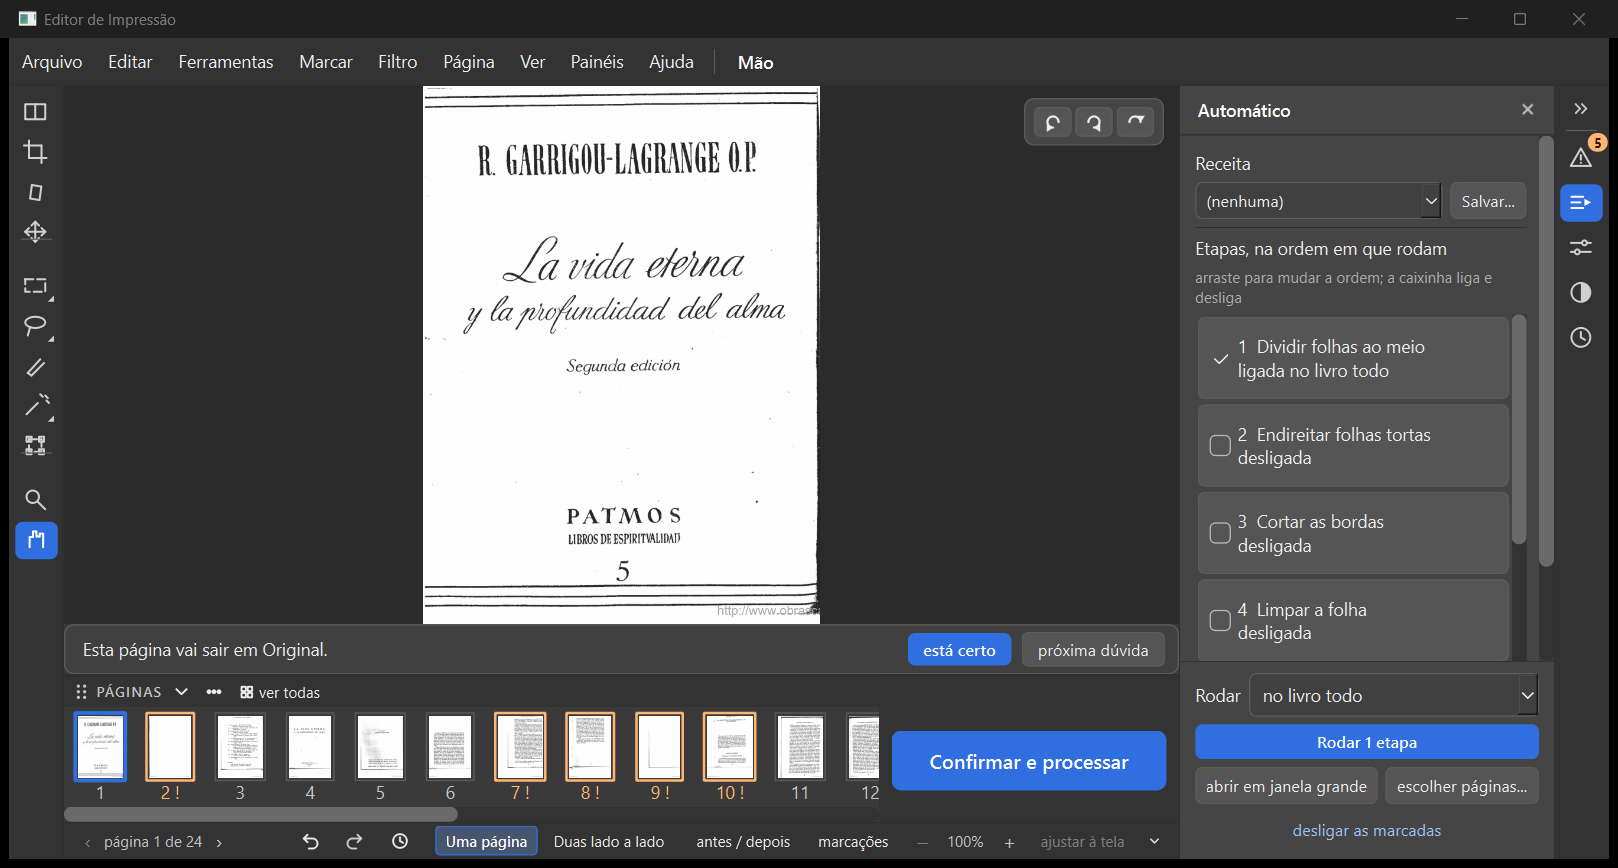 Editor de Impressão
Arquivo Editar Ferramentas Marcar Filtro Página Ver Painéis Ajuda Mão
R. GARRIGOU-LAGRANGE O.P.
La vida eterna
y la profundidad del alma
Segunda edición
PATMOS
LIBROS DE ESPIRITVALIDAD
5
http://www.obrasc
Automático
Receita
(nenhuma) Salvar...
Etapas, na ordem em que rodam
arraste para mudar a ordem; a caixinha liga e
desliga
1 Dividir folhas ao meio
ligada no livro todo
2 Endireitar folhas tortas
desligada
3 Cortar as bordas
desligada
4 Limpar a folha
desligada
5
Rodar no livro todo
Rodar 1 etapa
abrir em janela grande escolher páginas...
desligar as marcadas
Esta página vai sair em Original. está certo próxima dúvida
PÁGINAS ver todas
1 2 ! 3 4 5 6 7 ! 8 ! 9 ! 10 ! 11 12
Confirmar e processar
página 1 de 24 Uma página Duas lado a lado antes / depois marcações 100% ajustar à tela